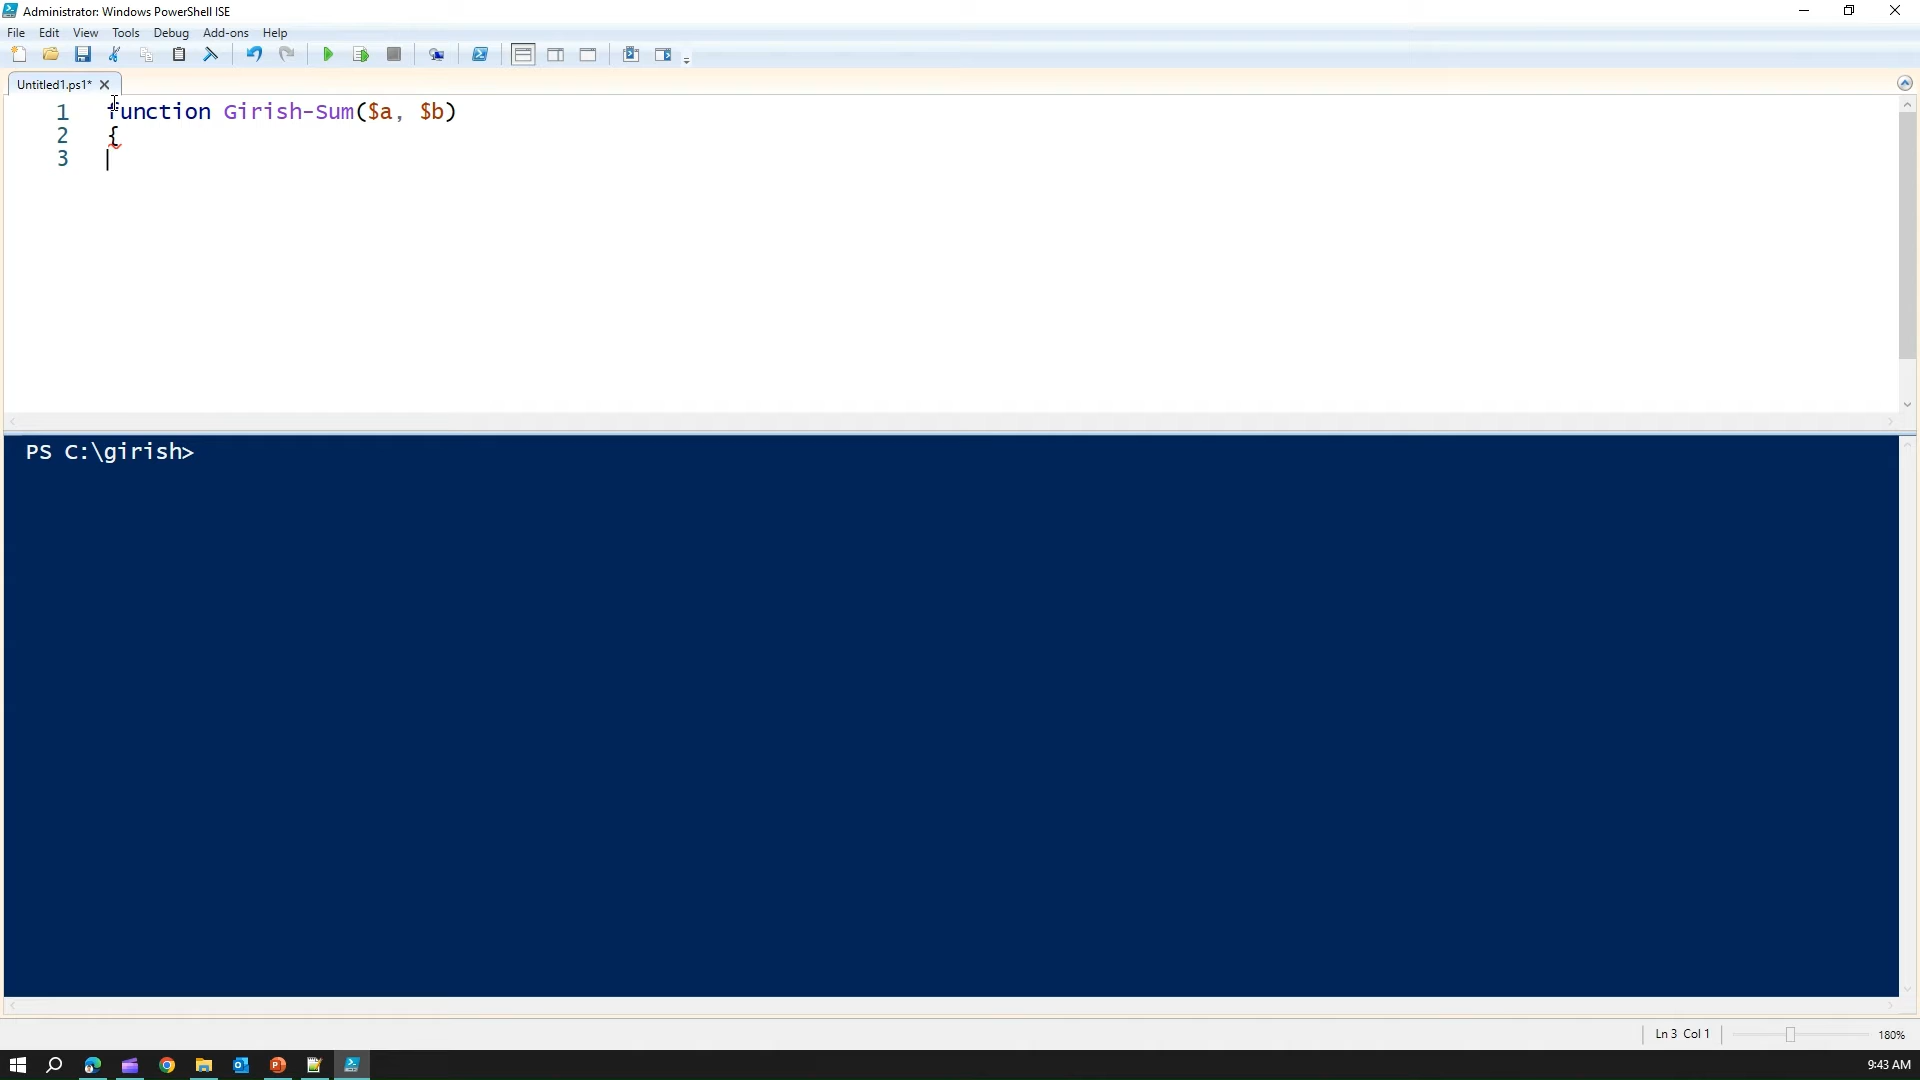 Administrator: Windows PowerShell ISE
File Edit View Tools Debug Add-ons Help
Untitled1.ps1*
1 function Girish-Sum($a, $b)
2 {
3
PS C:\girish>
Ln 3 Col 1 180%
9:43 AM